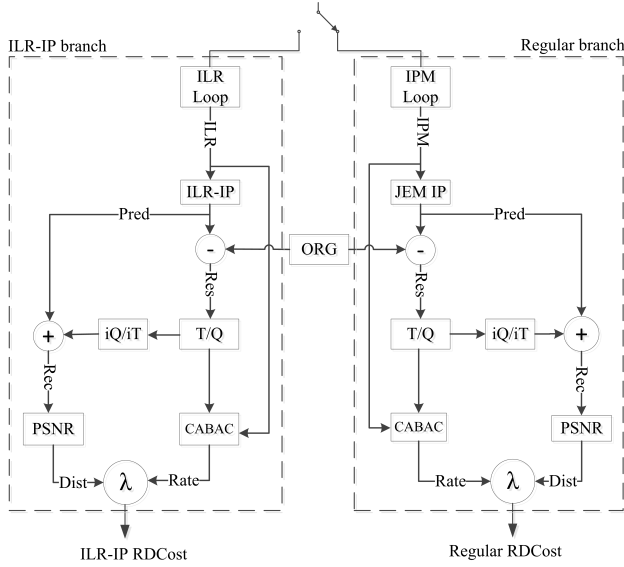 ILR-IP branch
Regular branch
ILR
Loop
IPM
Loop
ILR
IPM
ILR-IP
JEM IP
Pred
Pred
-
ORG
-
Res
Res
+
iQ/iT
T/Q
T/Q
iQ/iT
+
Rec
Rec
PSNR
CABAC
CABAC
PSNR
Dist
λ
Rate
Rate
λ
Dist
ILR-IP RDCost
Regular RDCost